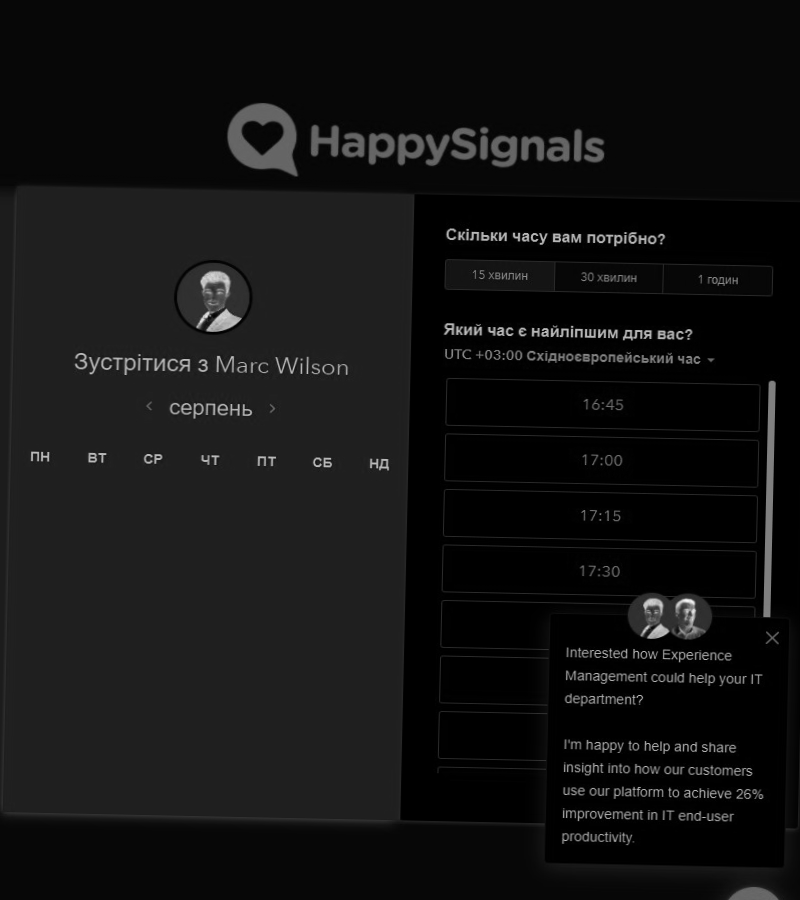 HappySignals
Зустрітися з Marc Wilson
серпень
ПН ВТ СР ЧТ ПТ СБ НД
Скільки часу вам потрібно?
15 хвилин 30 хвилин 1 годин
Який час є найліпшим для вас?
UTC +03:00 Східноєвропейський час
16:45
17:00
17:15
17:30
Interested how Experience
Management could help your IT
department?
I'm happy to help and share
insight into how our customers
use our platform to achieve 26%
improvement in IT end-user
productivity.